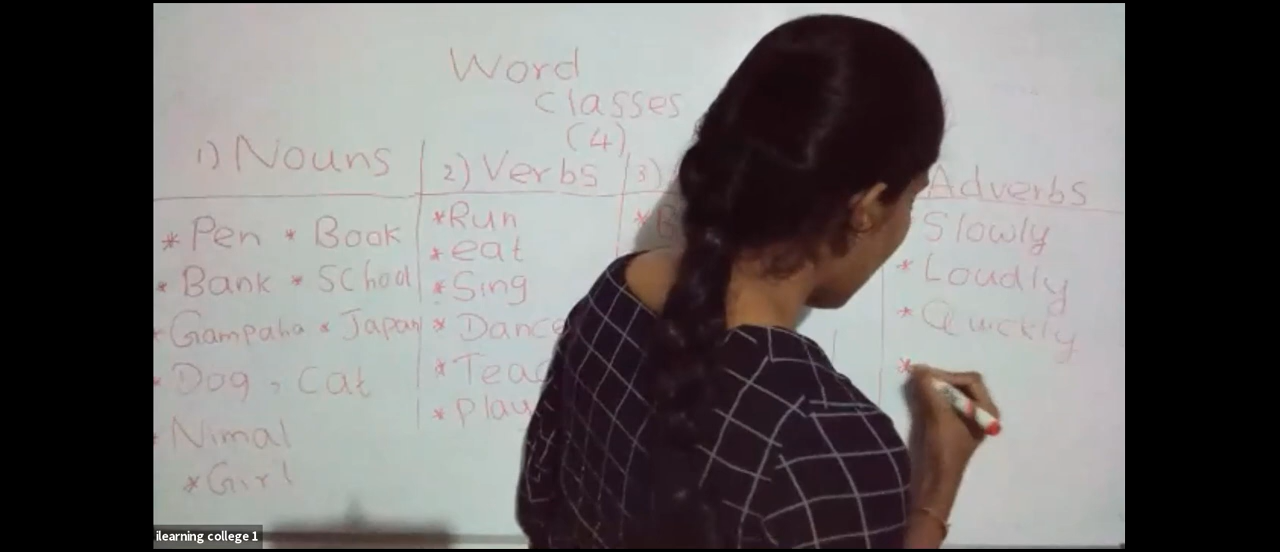 Word
Classes
(4)
1) Nouns
* Pen * Book
* Bank * School
* Gampaha * Japan
* Dog, Cat
Nimal
* Girl
2) Verbs
* Run
* eat
* Sing
* Dance
* Play
3)
Adverbs
Slowly
* Loudly
* Quickly
*
ilearning college 1